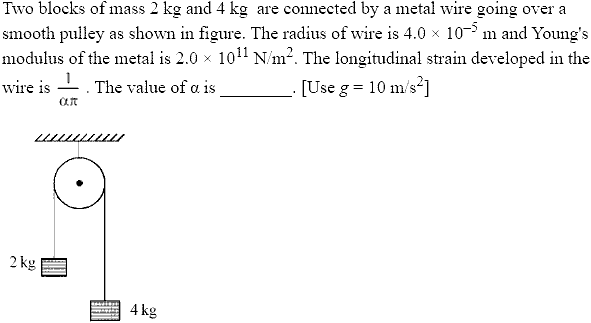 Two blocks of mass 2 kg and 4 kg are connected by a metal wire going over a
smooth pulley as shown in figure. The radius of wire is 4.0 × 10⁻⁵ m and Young's
modulus of the metal is 2.0 × 10¹¹ N/m². The longitudinal strain developed in the
wire is 1/απ . The value of α is ________. [Use g = 10 m/s²]
2 kg
4 kg